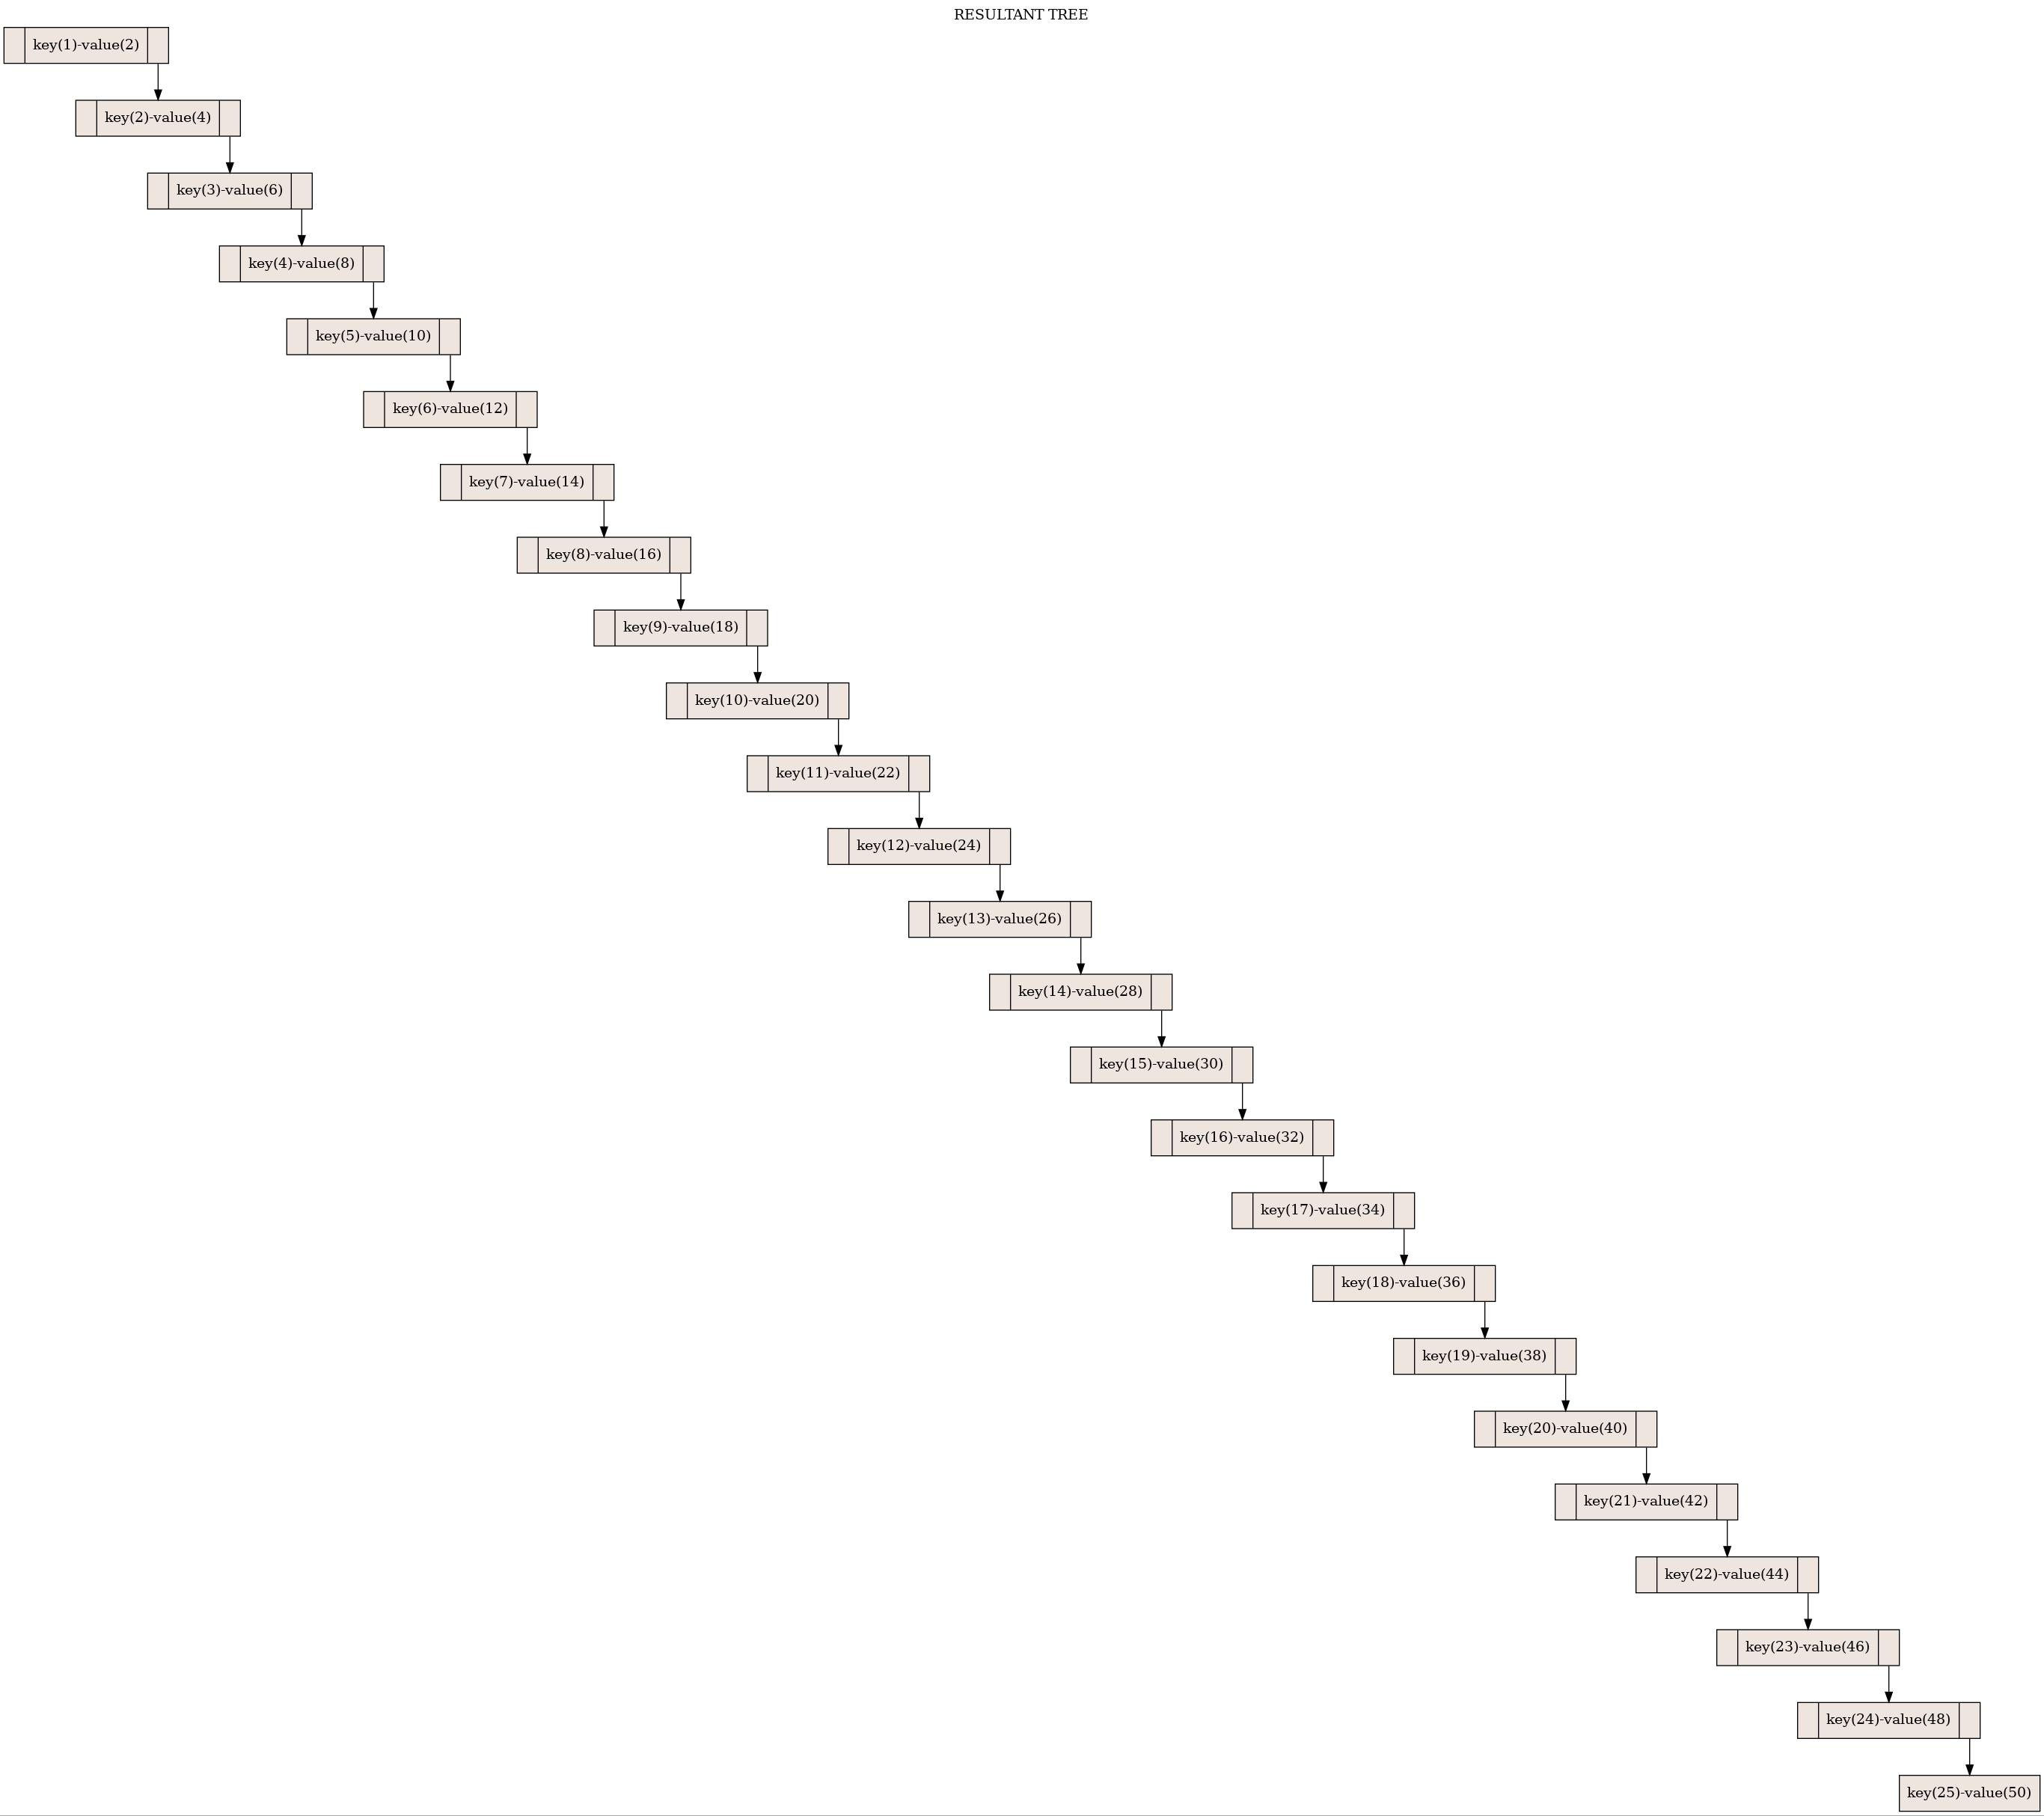 RESULTANT TREE
key(1)-value(2)
key(2)-value(4)
key(3)-value(6)
key(4)-value(8)
key(5)-value(10)
key(6)-value(12)
key(7)-value(14)
key(8)-value(16)
key(9)-value(18)
key(10)-value(20)
key(11)-value(22)
key(12)-value(24)
key(13)-value(26)
key(14)-value(28)
key(15)-value(30)
key(16)-value(32)
key(17)-value(34)
key(18)-value(36)
key(19)-value(38)
key(20)-value(40)
key(21)-value(42)
key(22)-value(44)
key(23)-value(46)
key(24)-value(48)
key(25)-value(50)